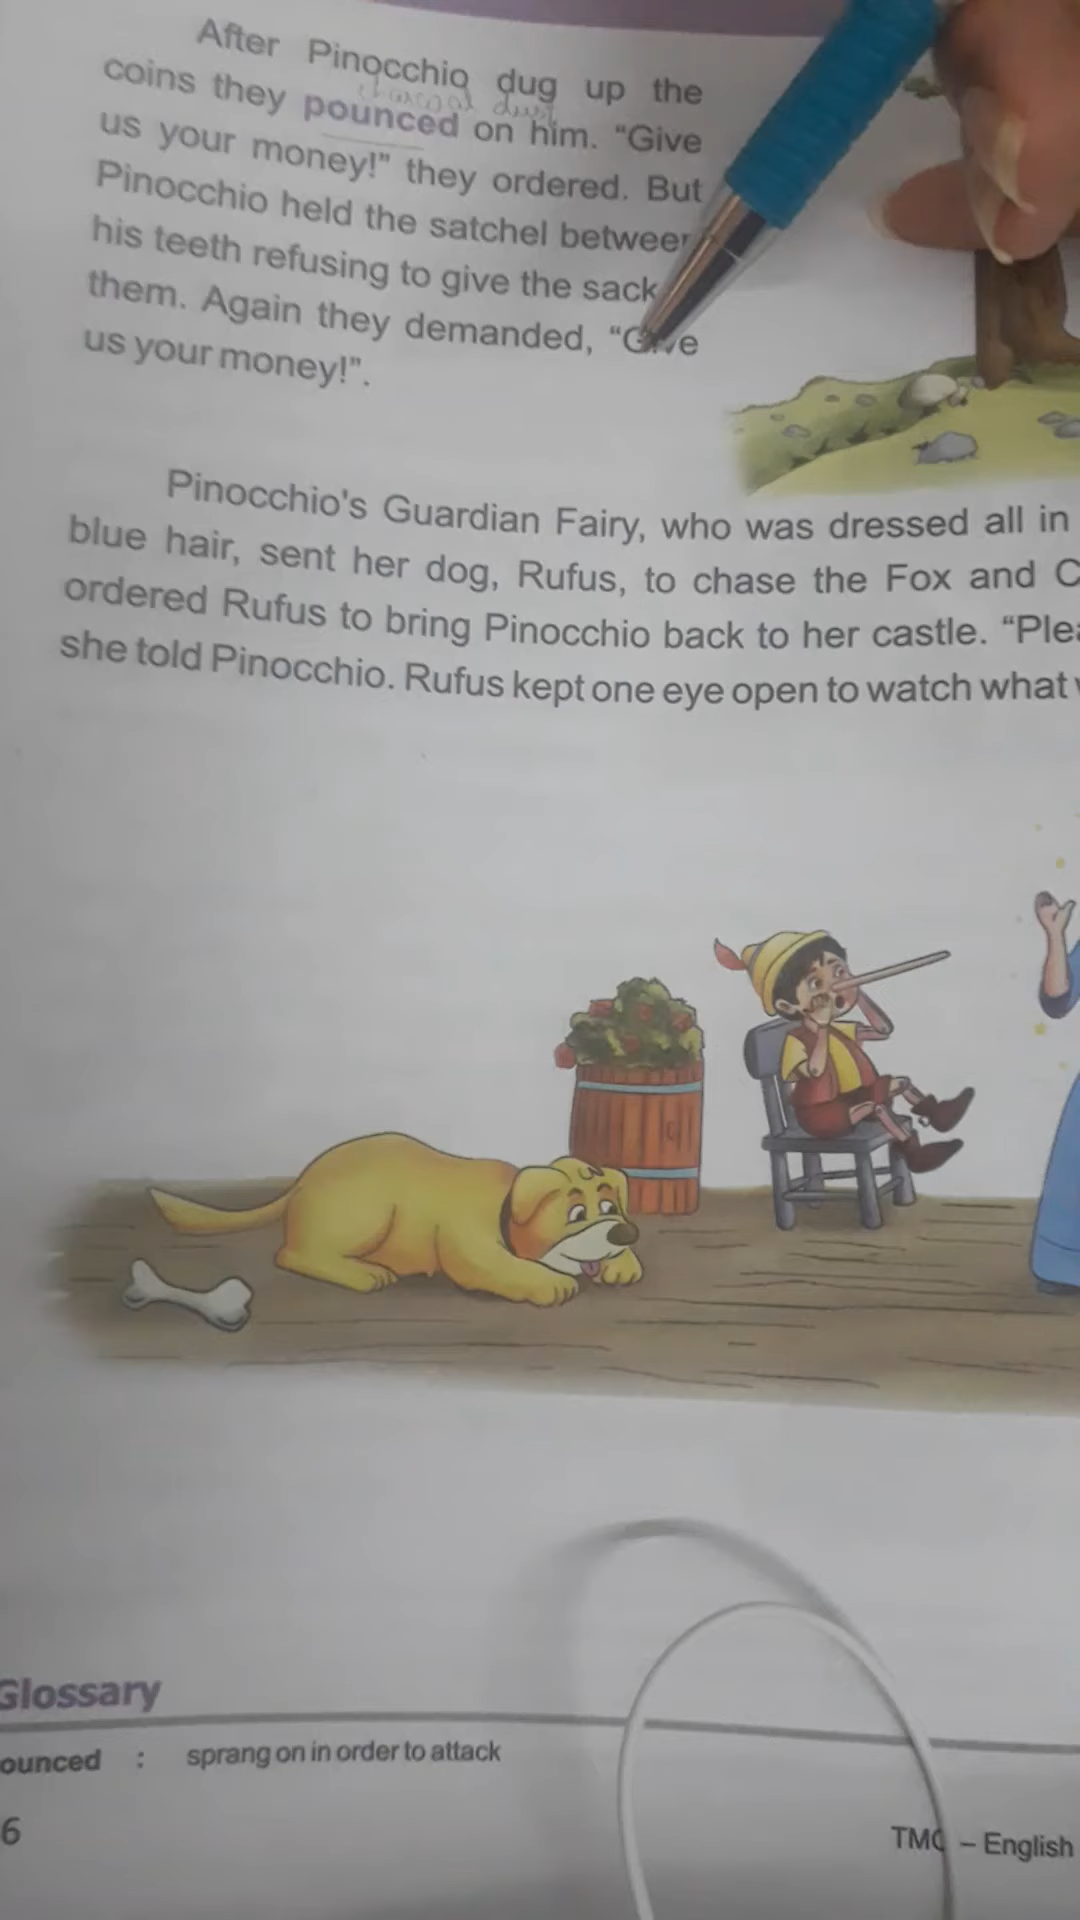 After Pinocchio dug up the
charcoal dust
coins they pounced on him. “Give
us your money!” they ordered. But
Pinocchio held the satchel between
his teeth refusing to give the sack
them. Again they demanded, “Give
us your money!”.
Pinocchio's Guardian Fairy, who was dressed all in
blue hair, sent her dog, Rufus, to chase the Fox and C
ordered Rufus to bring Pinocchio back to her castle. “Plea
she told Pinocchio. Rufus kept one eye open to watch what
Glossary
ounced : sprang on in order to attack
6
TMC – English